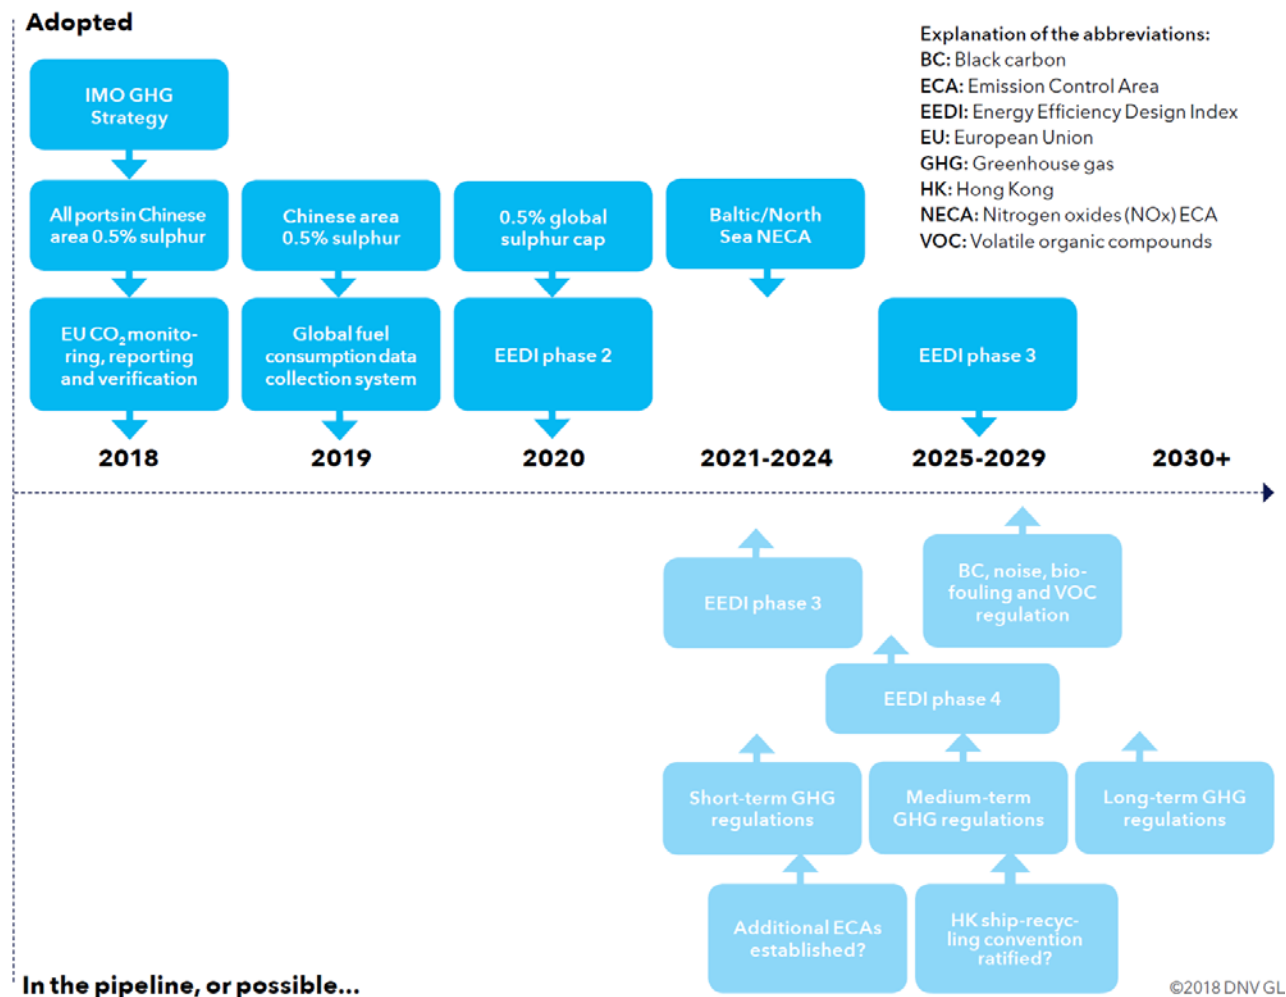 Adopted
Explanation of the abbreviations:
BC: Black carbon
ECA: Emission Control Area
EEDI: Energy Efficiency Design Index
EU: European Union
GHG: Greenhouse gas
HK: Hong Kong
NECA: Nitrogen oxides (NOx) ECA
VOC: Volatile organic compounds
IMO GHG
Strategy
All ports in Chinese
area 0.5% sulphur
Chinese area
0.5% sulphur
0.5% global
sulphur cap
Baltic/North
Sea NECA
EU CO₂ monito-
ring, reporting
and verification
Global fuel
consumption data
collection system
EEDI phase 2
EEDI phase 3
2018
2019
2020
2021-2024
2025-2029
2030+
EEDI phase 3
BC, noise, bio-
fouling and VOC
regulation
EEDI phase 4
Short-term GHG
regulations
Medium-term
GHG regulations
Long-term GHG
regulations
Additional ECAs
established?
HK ship-recyc-
ling convention
ratified?
In the pipeline, or possible...
©2018 DNV GL